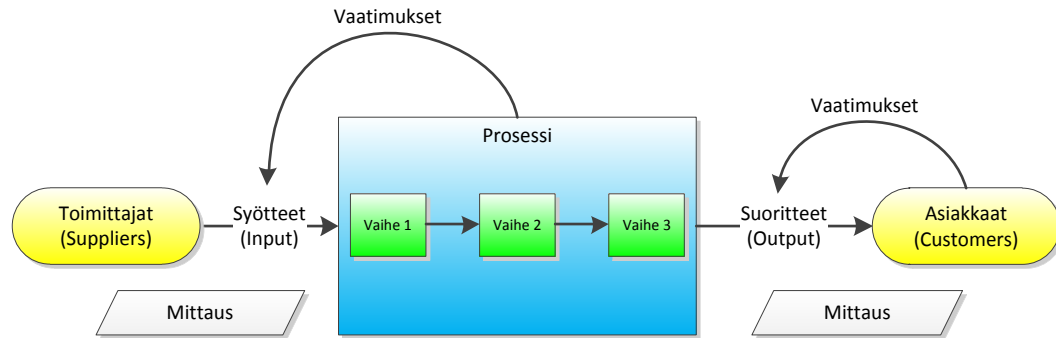 Vaatimukset
Vaatimukset
Prosessi
Toimittajat
(Suppliers)
Syötteet
(Input)
Vaihe 1
Vaihe 2
Vaihe 3
Suoritteet
(Output)
Asiakkaat
(Customers)
Mittaus
Mittaus